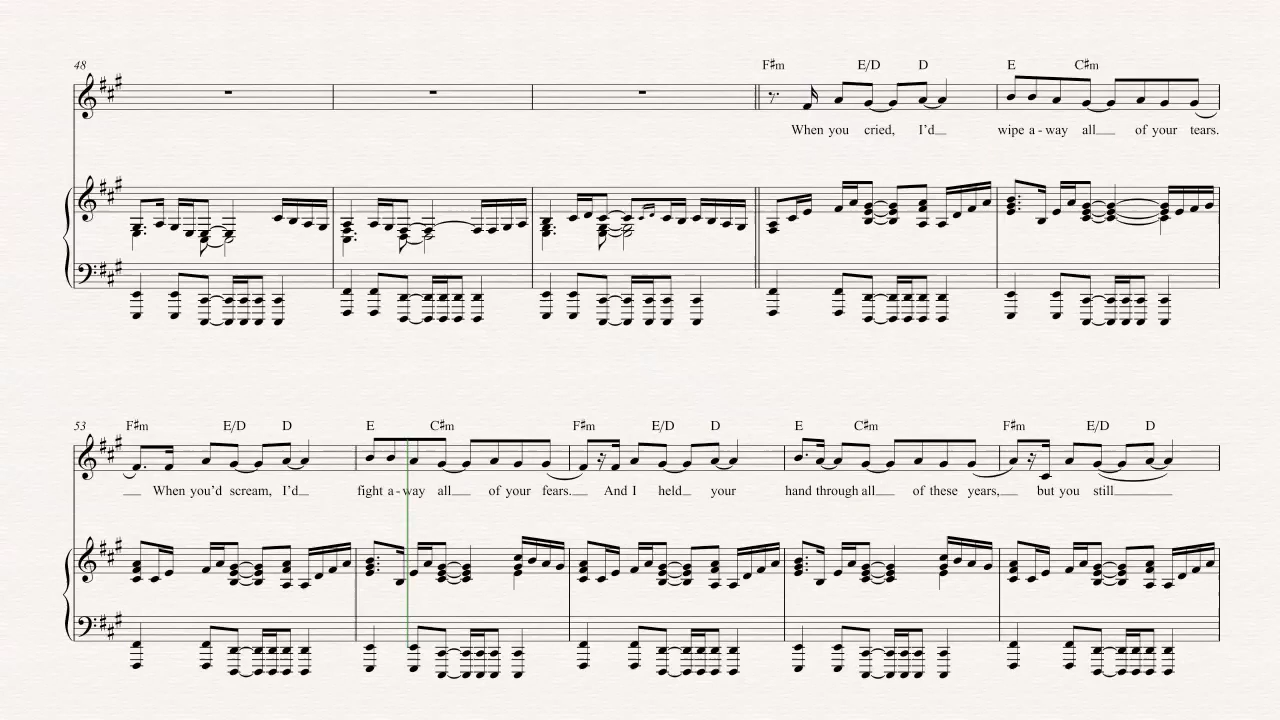 48
F♯m E/D D E C♯m
When you cried, I'd wipe a - way all of your tears.
53
F♯m E/D D E C♯m F♯m E/D D E C♯m F♯m E/D D
When you'd scream, I'd fight a - way all of your fears. And I held your hand through all of these years, but you still